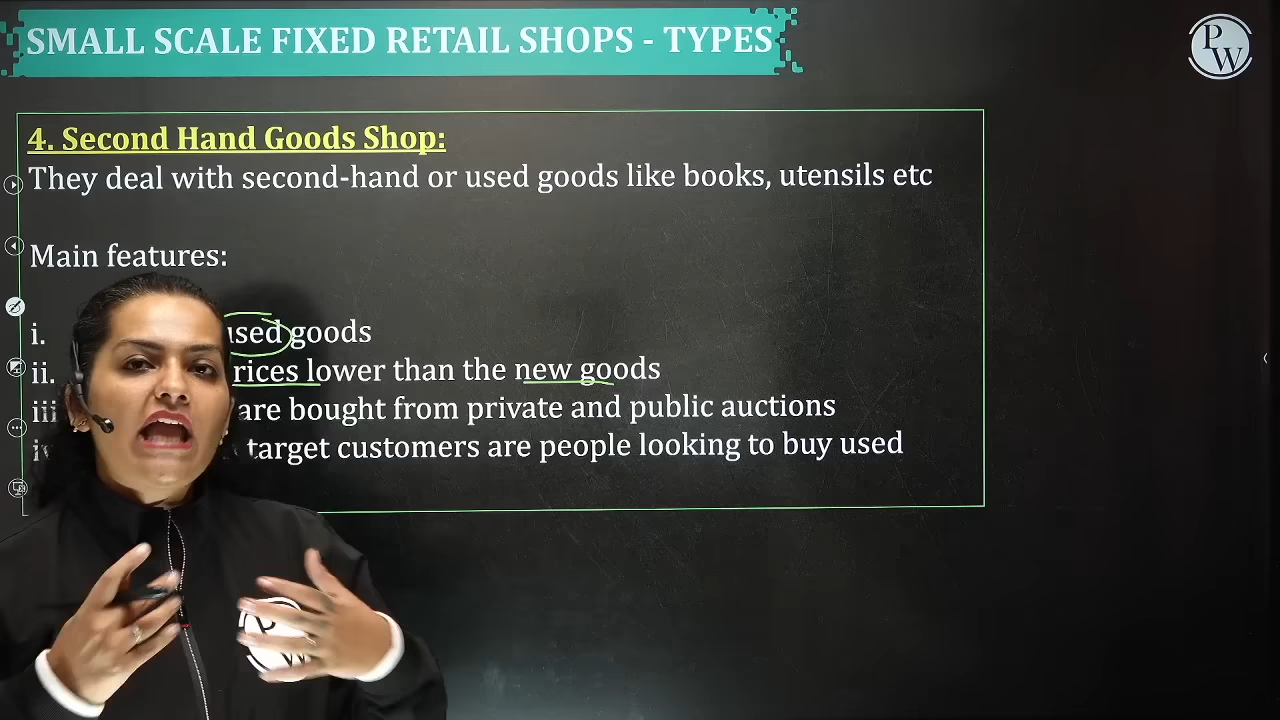 SMALL SCALE FIXED RETAIL SHOPS - TYPES
PW
4. Second Hand Goods Shop:
They deal with second-hand or used goods like books, utensils etc
Main features:
i. used goods
ii. lower than the new goods
iii are bought from private and public auctions
target customers are people looking to buy used
PW